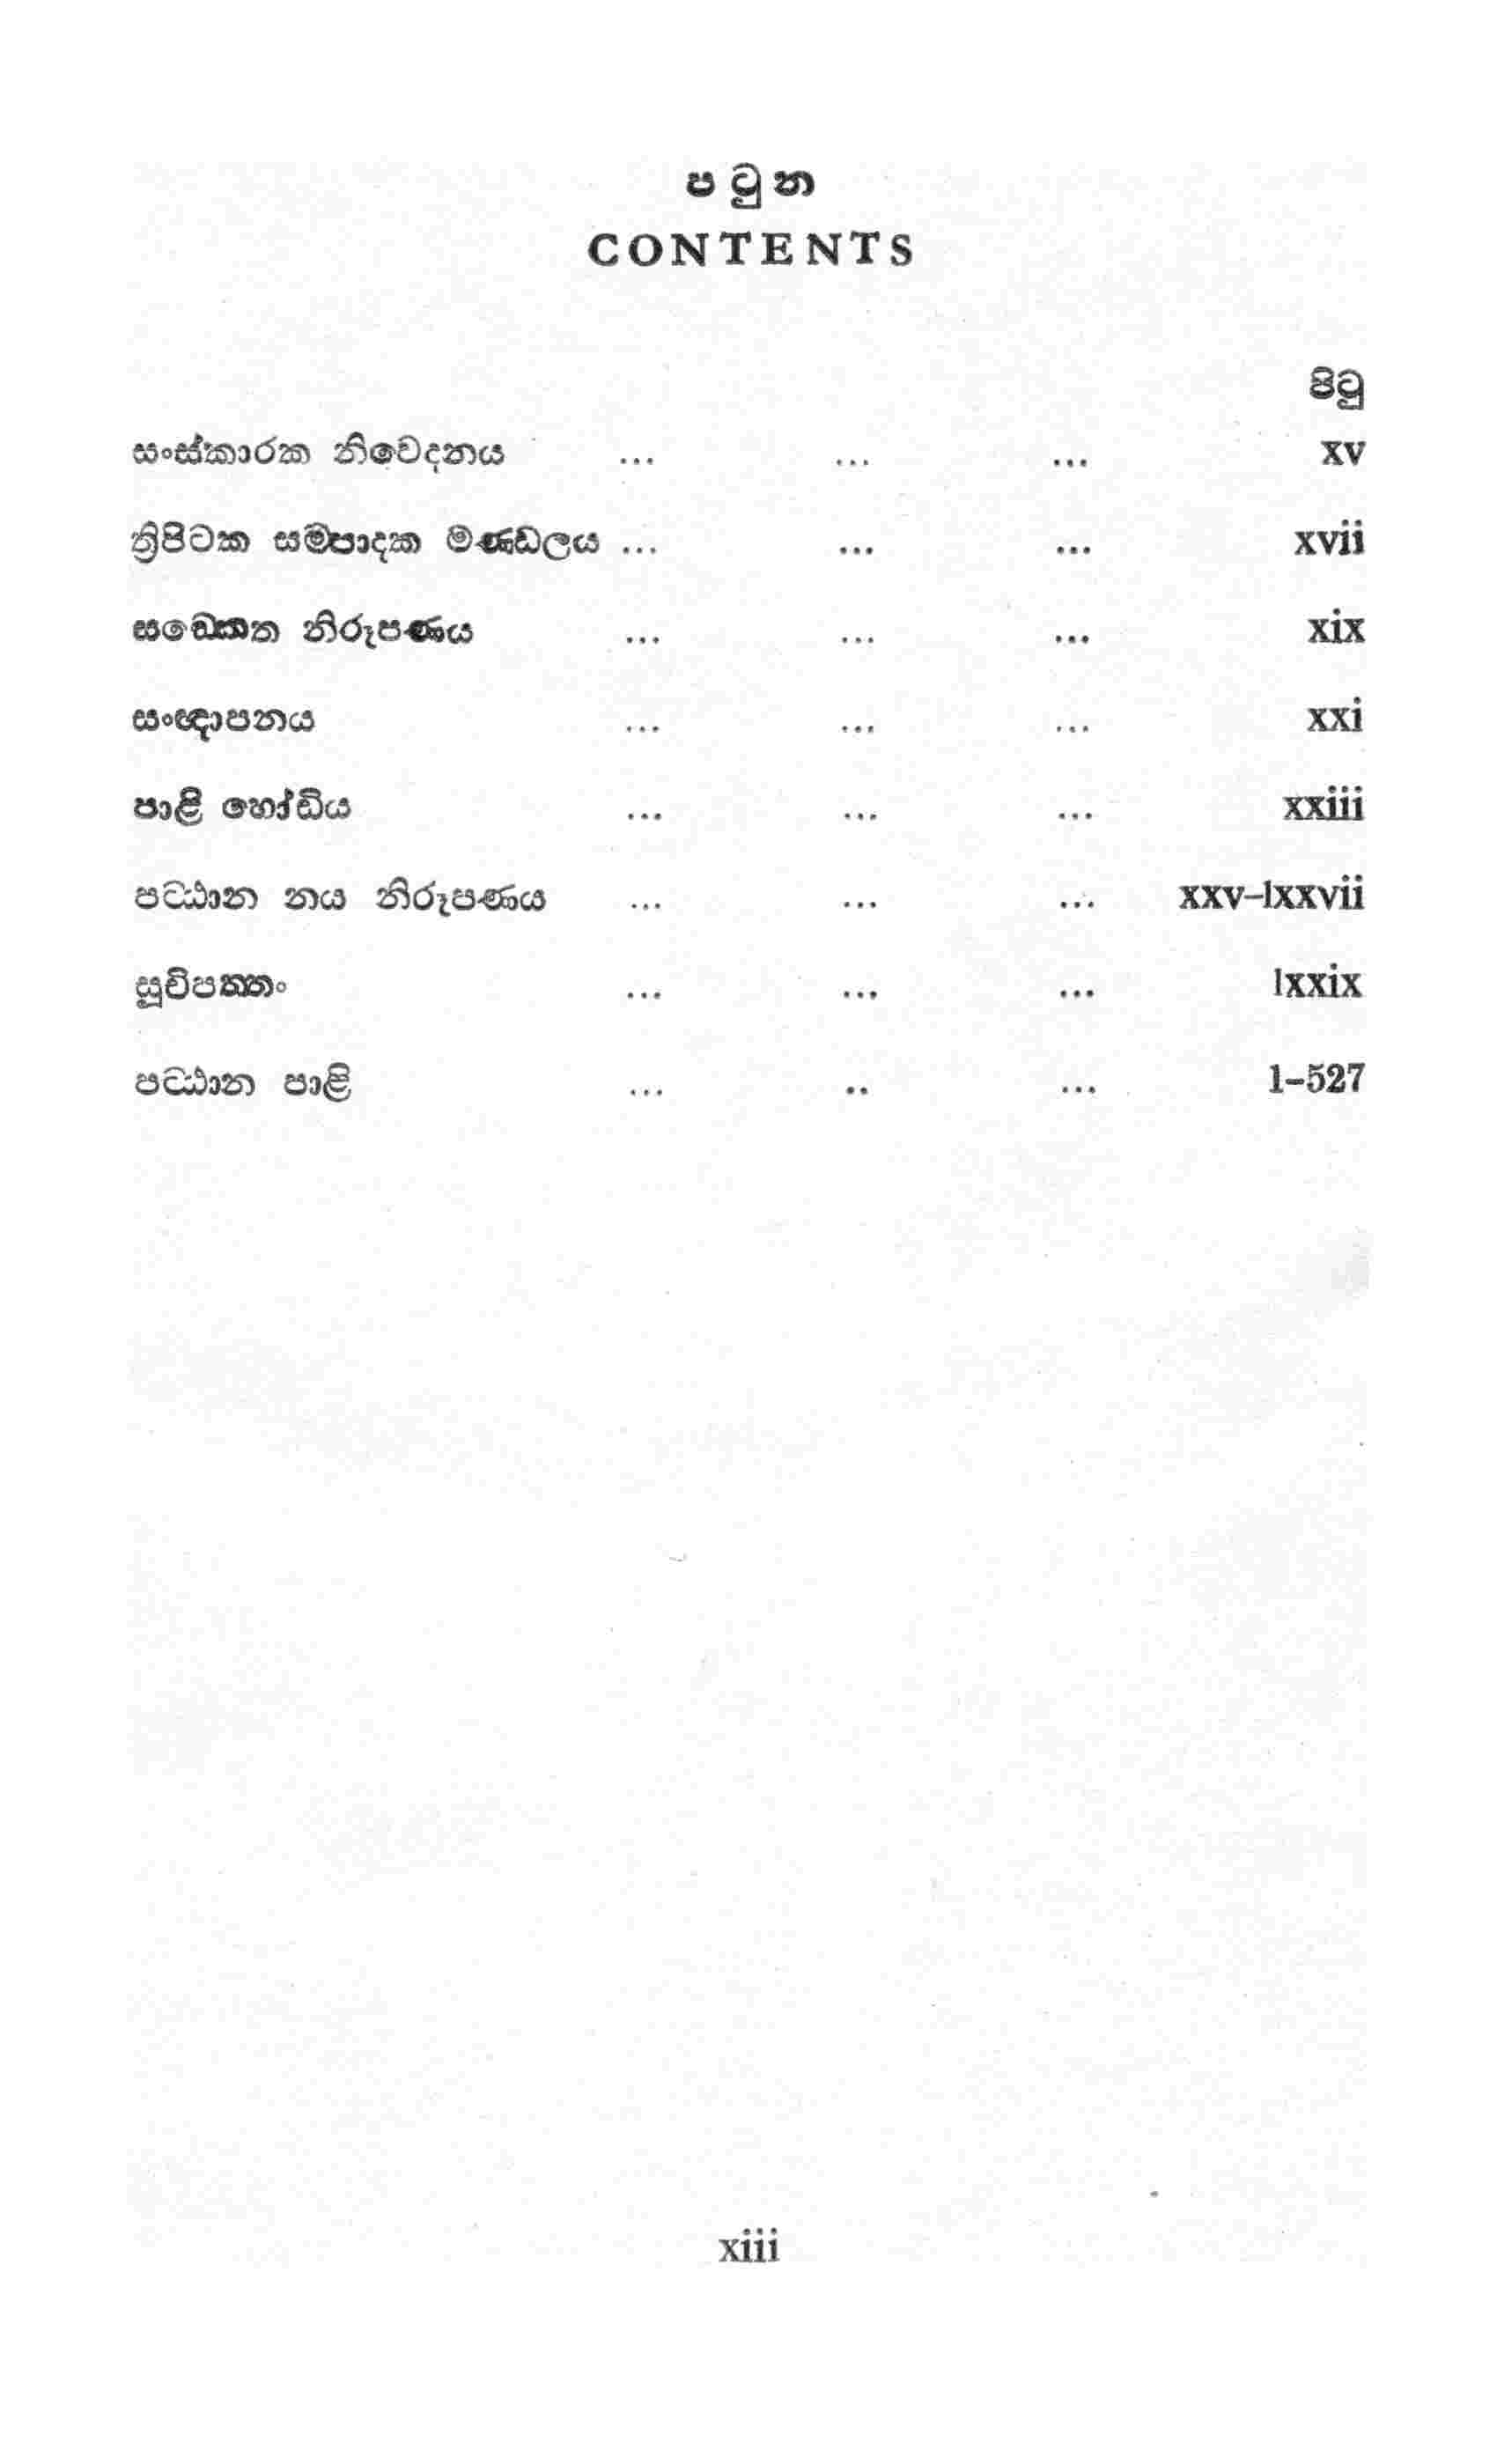 පටුන
CONTENTS
පිටු
සංස්කාරක නිවෙදනය ... ... ... xv
ත්‍රිපිටක සම්පාදක මණ්ඩලය ... ... ... xvii
සඞ්කෙත නිරූපණය ... ... ... xix
සංඥාපනය ... ... ... xxi
පාළි හෝඩිය ... ... ... xxiii
පට්ඨාන නය නිරූපණය ... ... ... xxv-lxxvii
සූචිපත්තං ... ... ... lxxix
පට්ඨාන පාළි ... .. ... 1-527
xiii